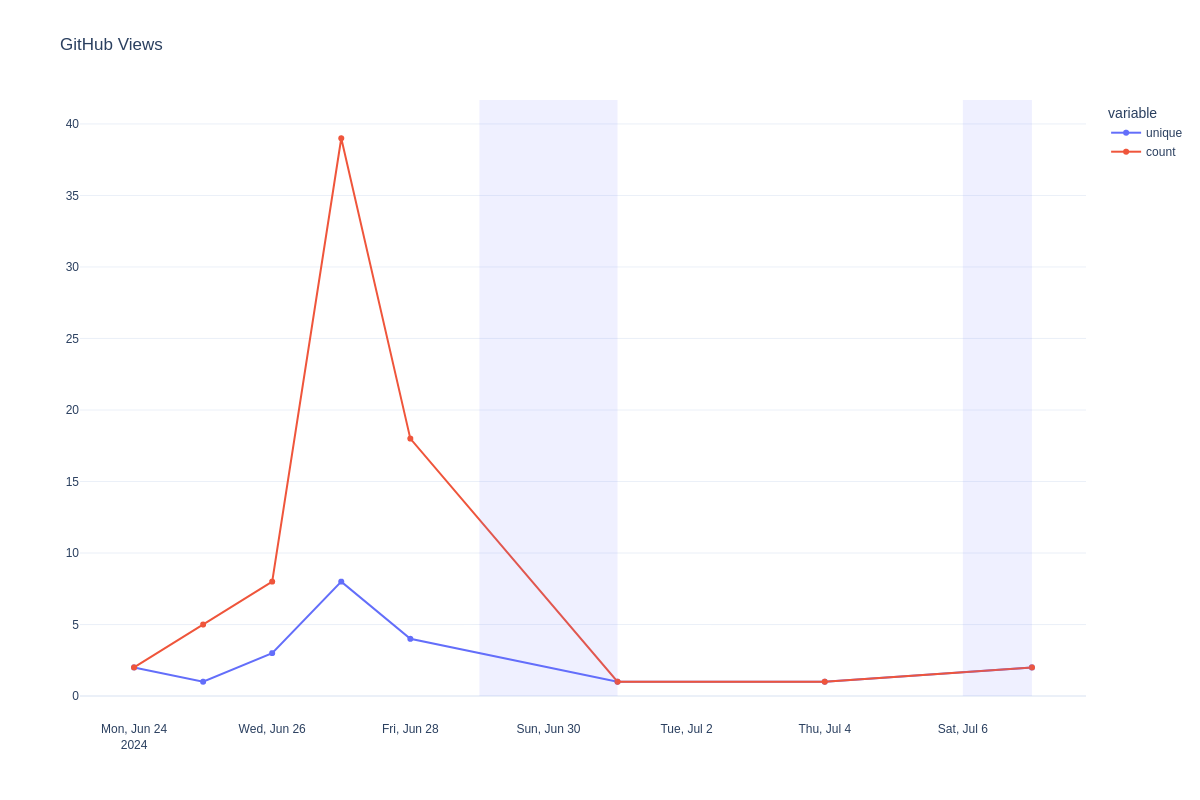 GitHub Views
variable
unique
count
40
35
30
25
20
15
10
5
0
Mon, Jun 24
2024
Wed, Jun 26
Fri, Jun 28
Sun, Jun 30
Tue, Jul 2
Thu, Jul 4
Sat, Jul 6